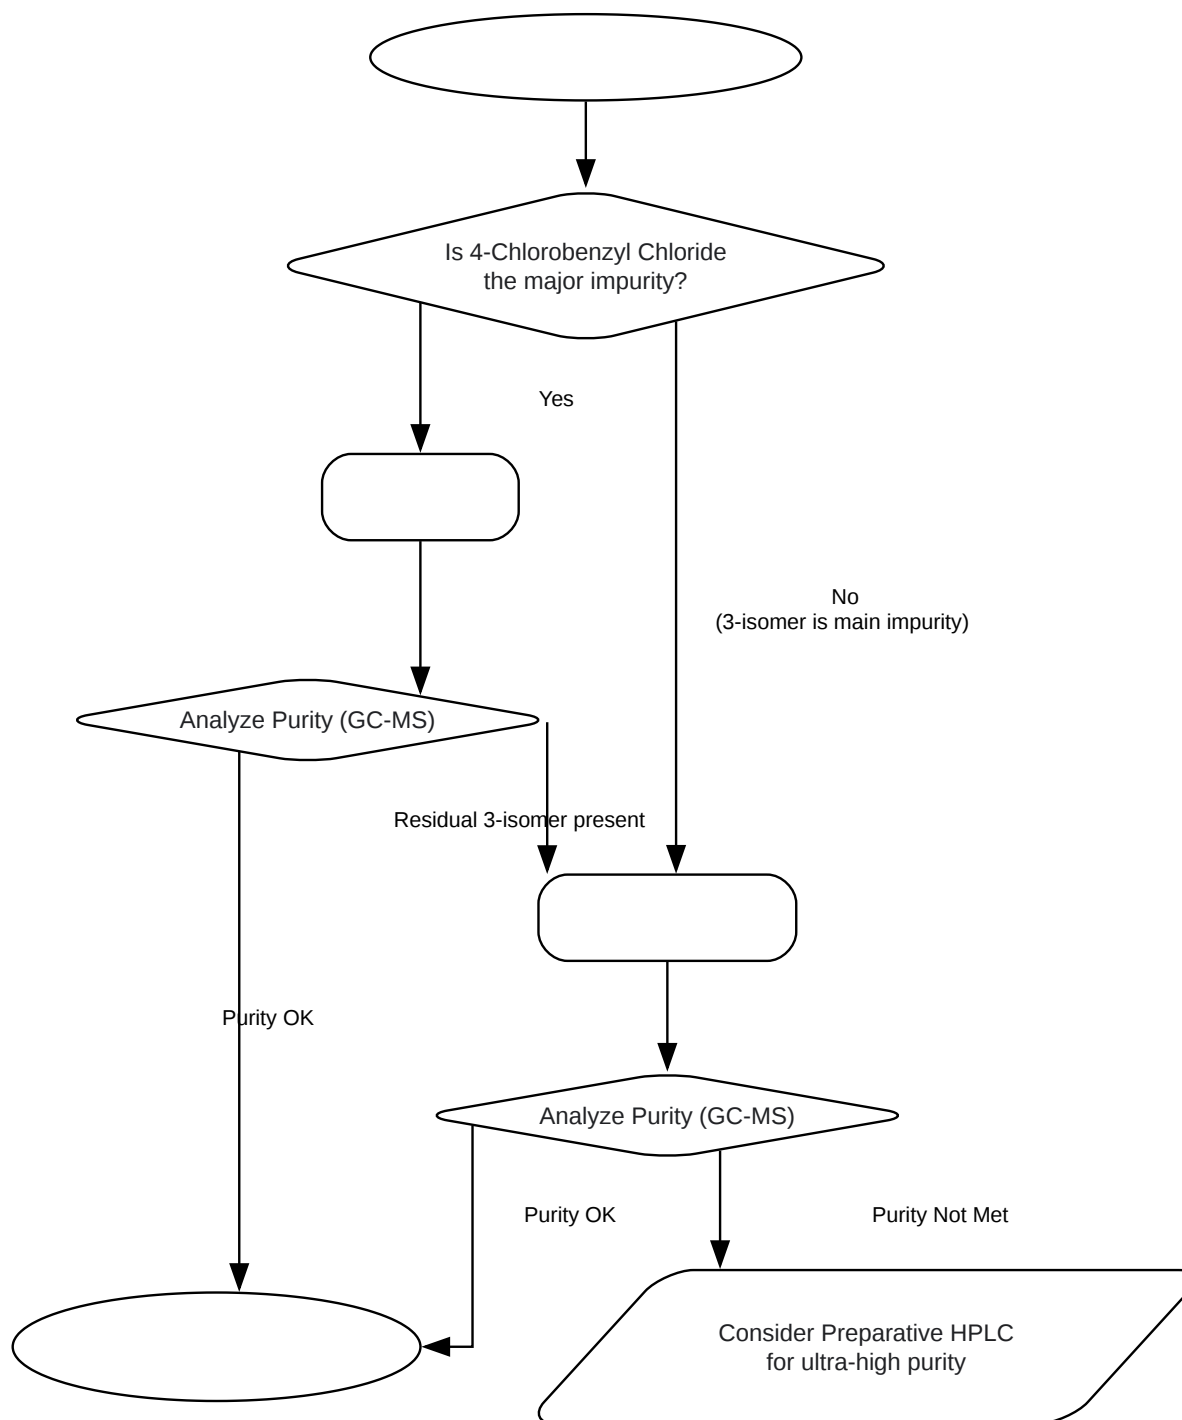 Is 4-Chlorobenzyl Chloride
the major impurity?
Yes
No
(3-isomer is main impurity)
Analyze Purity (GC-MS)
Residual 3-isomer present
Purity OK
Analyze Purity (GC-MS)
Purity OK
Purity Not Met
Consider Preparative HPLC
for ultra-high purity